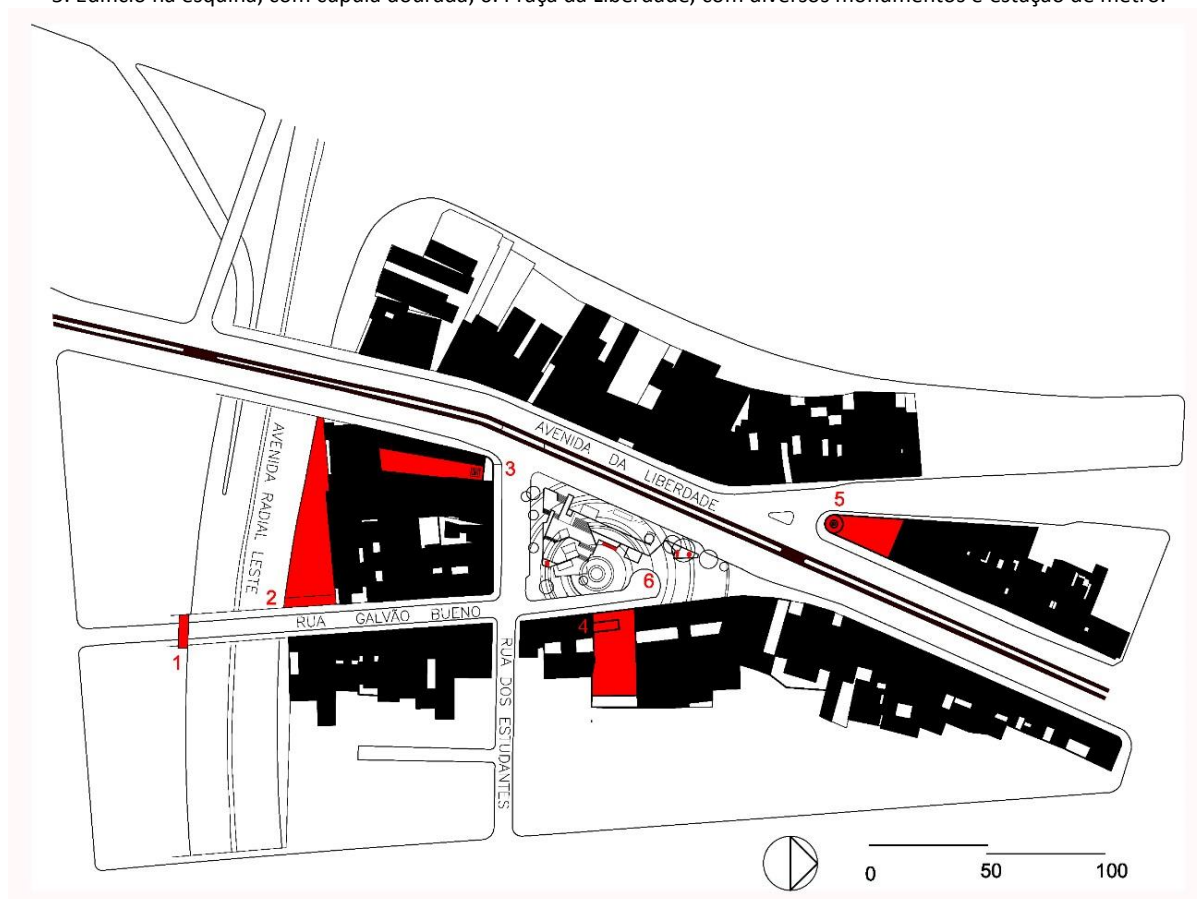 5. Edifício na esquina, com cúpula dourada; 6. Praça da Liberdade, com diversos monumentos e estação de metrô.
AVENIDA DA LIBERDADE
AVENIDA RADIAL LESTE
3
5
6
2
RUA GALVÃO BUENO
4
1
RUA DOS ESTUDANTES
0 50 100